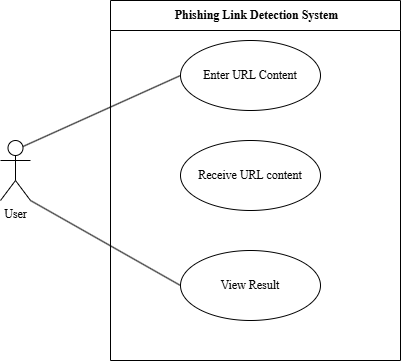 Phishing Link Detection System
Enter URL Content
Receive URL content
User
View Result